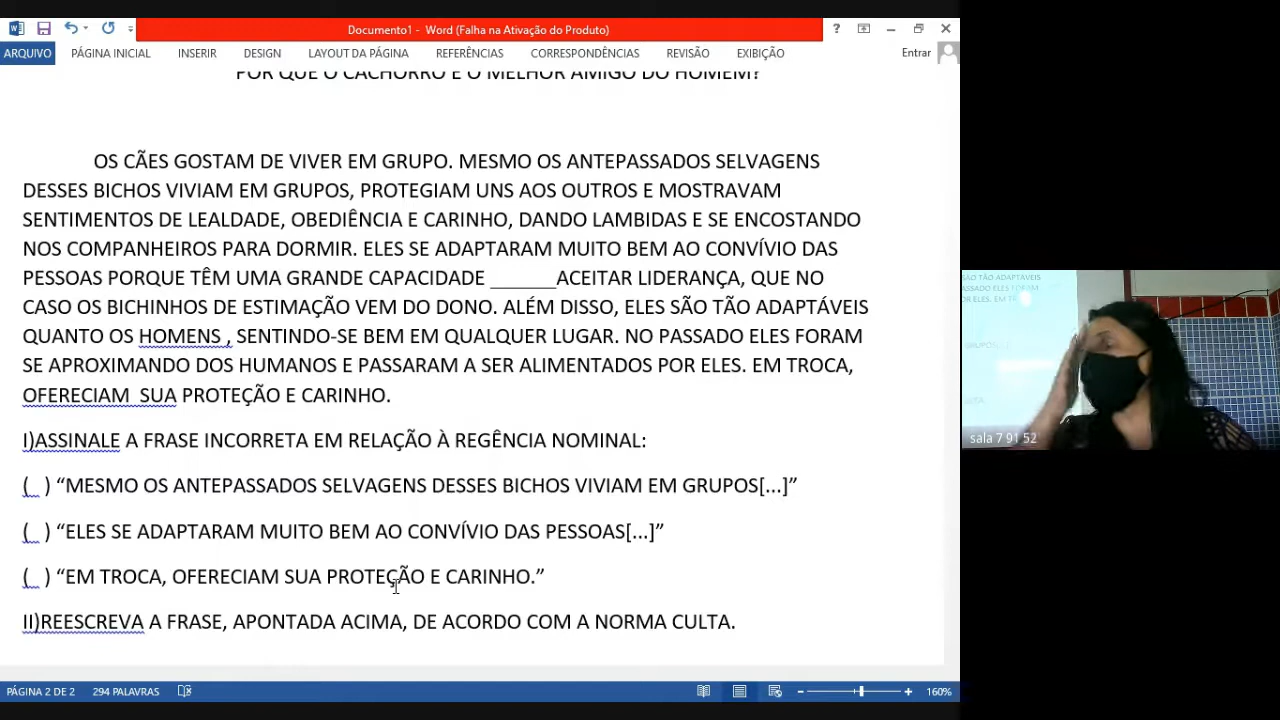 Documento1 - Word (Falha na Ativação do Produto)
ARQUIVO PÁGINA INICIAL INSERIR DESIGN LAYOUT DA PÁGINA REFERÊNCIAS CORRESPONDÊNCIAS REVISÃO EXIBIÇÃO Entrar
POR QUE O CACHORRO É O MELHOR AMIGO DO HOMEM?
OS CÃES GOSTAM DE VIVER EM GRUPO. MESMO OS ANTEPASSADOS SELVAGENS
DESSES BICHOS VIVIAM EM GRUPOS, PROTEGIAM UNS AOS OUTROS E MOSTRAVAM
SENTIMENTOS DE LEALDADE, OBEDIÊNCIA E CARINHO, DANDO LAMBIDAS E SE ENCOSTANDO
NOS COMPANHEIROS PARA DORMIR. ELES SE ADAPTARAM MUITO BEM AO CONVÍVIO DAS
PESSOAS PORQUE TÊM UMA GRANDE CAPACIDADE ______ACEITAR LIDERANÇA, QUE NO
CASO OS BICHINHOS DE ESTIMAÇÃO VEM DO DONO. ALÉM DISSO, ELES SÃO TÃO ADAPTÁVEIS
QUANTO OS HOMENS , SENTINDO-SE BEM EM QUALQUER LUGAR. NO PASSADO ELES FORAM
SE APROXIMANDO DOS HUMANOS E PASSARAM A SER ALIMENTADOS POR ELES. EM TROCA,
OFERECIAM  SUA PROTEÇÃO E CARINHO.
I)ASSINALE A FRASE INCORRETA EM RELAÇÃO À REGÊNCIA NOMINAL:
(  ) “MESMO OS ANTEPASSADOS SELVAGENS DESSES BICHOS VIVIAM EM GRUPOS[...]”
(  ) “ELES SE ADAPTARAM MUITO BEM AO CONVÍVIO DAS PESSOAS[...]”
(  ) “EM TROCA, OFERECIAM SUA PROTEÇÃO E CARINHO.”
II)REESCREVA A FRASE, APONTADA ACIMA, DE ACORDO COM A NORMA CULTA.
PÁGINA 2 DE 2 294 PALAVRAS 160%
sala 7 91 52